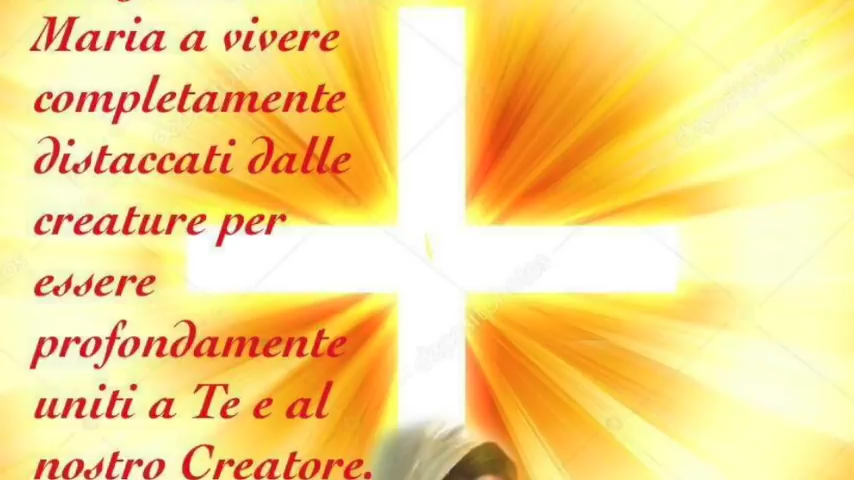 Maria a vivere
completamente
distaccati dalle
creature per
essere
profondamente
uniti a Te e al
nostro Creatore.